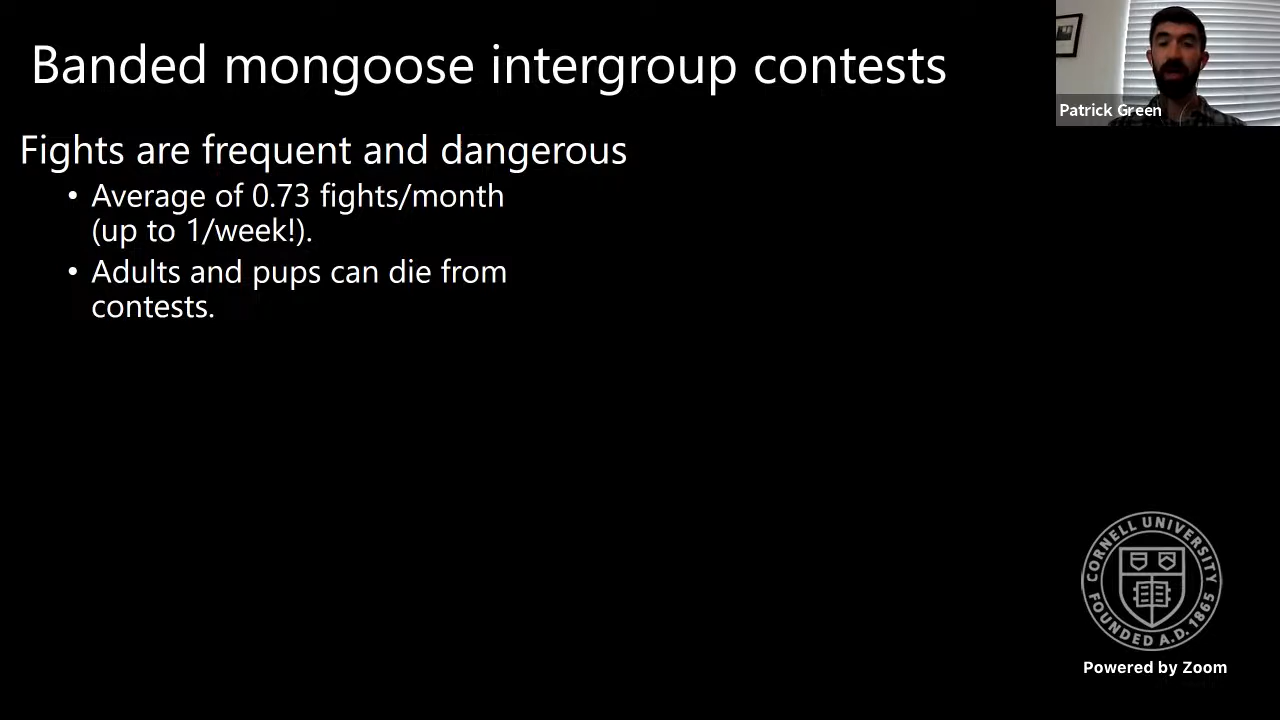 Banded mongoose intergroup contests
Patrick Green
Fights are frequent and dangerous
• Average of 0.73 fights/month
(up to 1/week!).
• Adults and pups can die from
contests.
CORNELL UNIVERSITY
FOUNDED A.D. 1865
Powered by Zoom